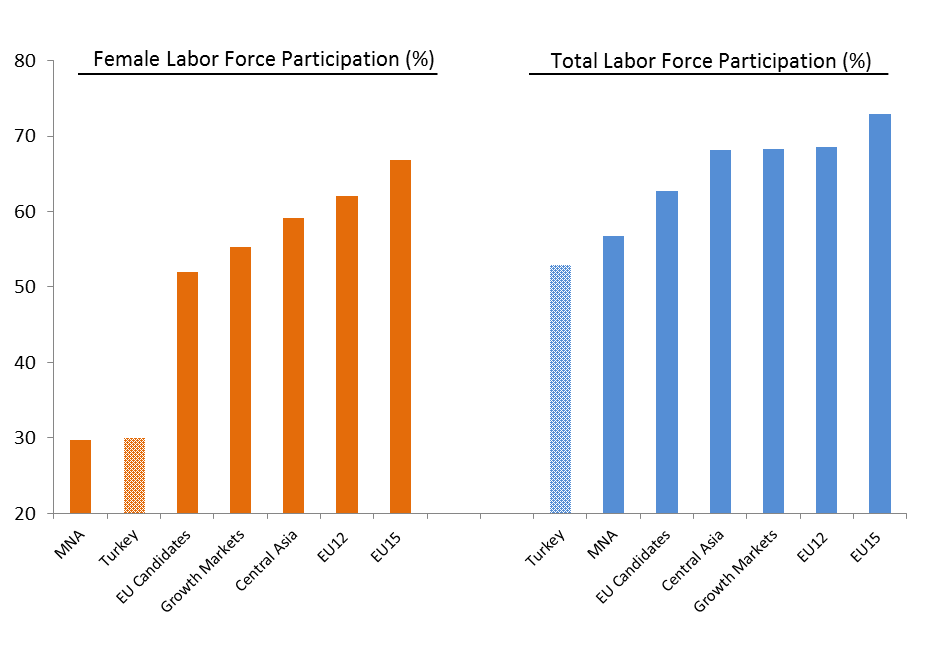 Female Labor Force Participation (%)
Total Labor Force Participation (%)
80
70
60
50
40
30
20
MNA
Turkey
EU Candidates
Growth Markets
Central Asia
EU12
EU15
Turkey
MNA
EU Candidates
Central Asia
Growth Markets
EU12
EU15